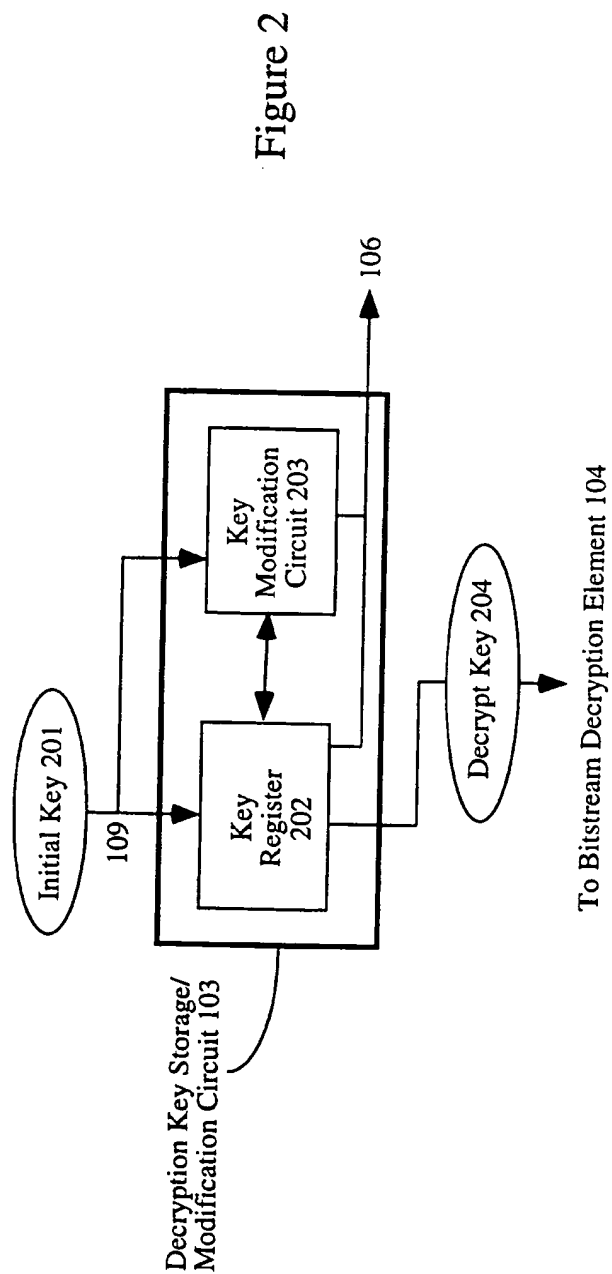 Initial Key 201
109
Decryption Key Storage/
Modification Circuit 103
Key
Register
202
Key
Modification
Circuit 203
106
Decrypt Key 204
To Bitstream Decryption Element 104
Figure 2